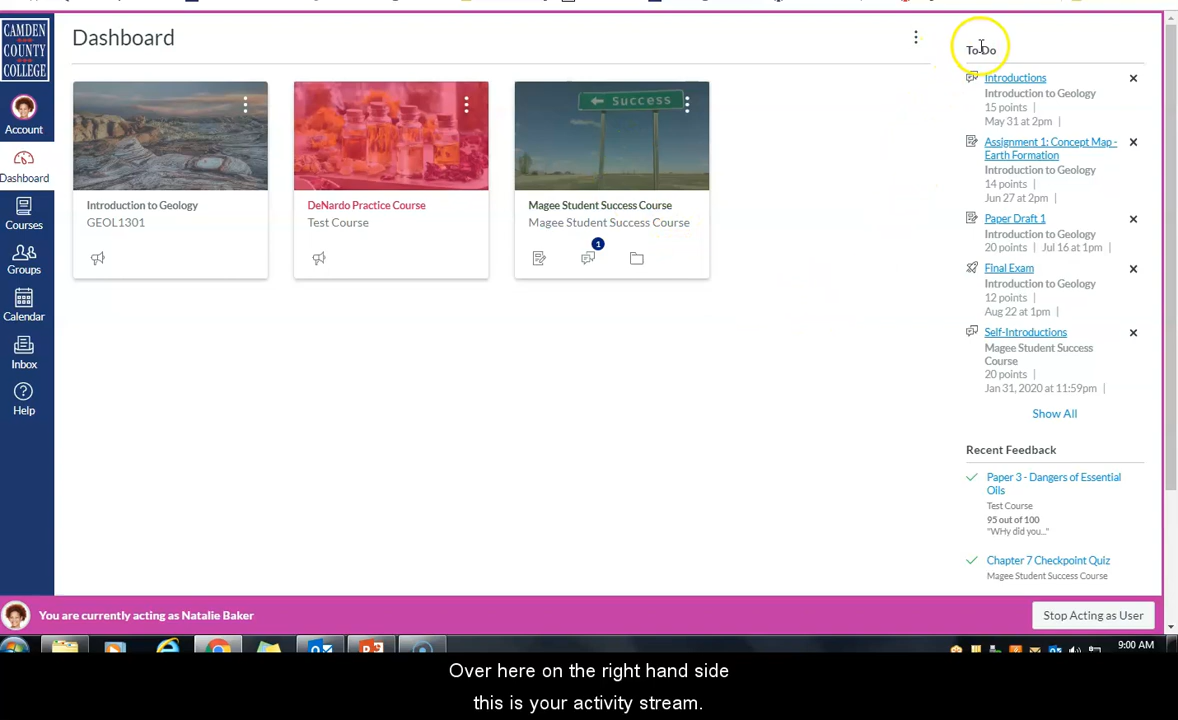 CAMDEN
COUNTY
COLLEGE
Account
Dashboard
Courses
Groups
Calendar
Inbox
Help
Dashboard
Success
Introduction to Geology
GEOL1301
DeNardo Practice Course
Test Course
Magee Student Success Course
Magee Student Success Course
1
To Do
Introductions
Introduction to Geology
15 points |
May 31 at 2pm |
Assignment 1: Concept Map -
Earth Formation
Introduction to Geology
14 points |
Jun 27 at 2pm |
Paper Draft 1
Introduction to Geology
20 points | Jul 16 at 1pm |
Final Exam
Introduction to Geology
12 points |
Aug 22 at 1pm |
Self-Introductions
Magee Student Success
Course
20 points |
Jan 31, 2020 at 11:59pm |
Show All
Recent Feedback
Paper 3 - Dangers of Essential
Oils
Test Course
95 out of 100
"WHy did you..."
Chapter 7 Checkpoint Quiz
Magee Student Success Course
You are currently acting as Natalie Baker
Stop Acting as User
9:00 AM
Over here on the right hand side
this is your activity stream.